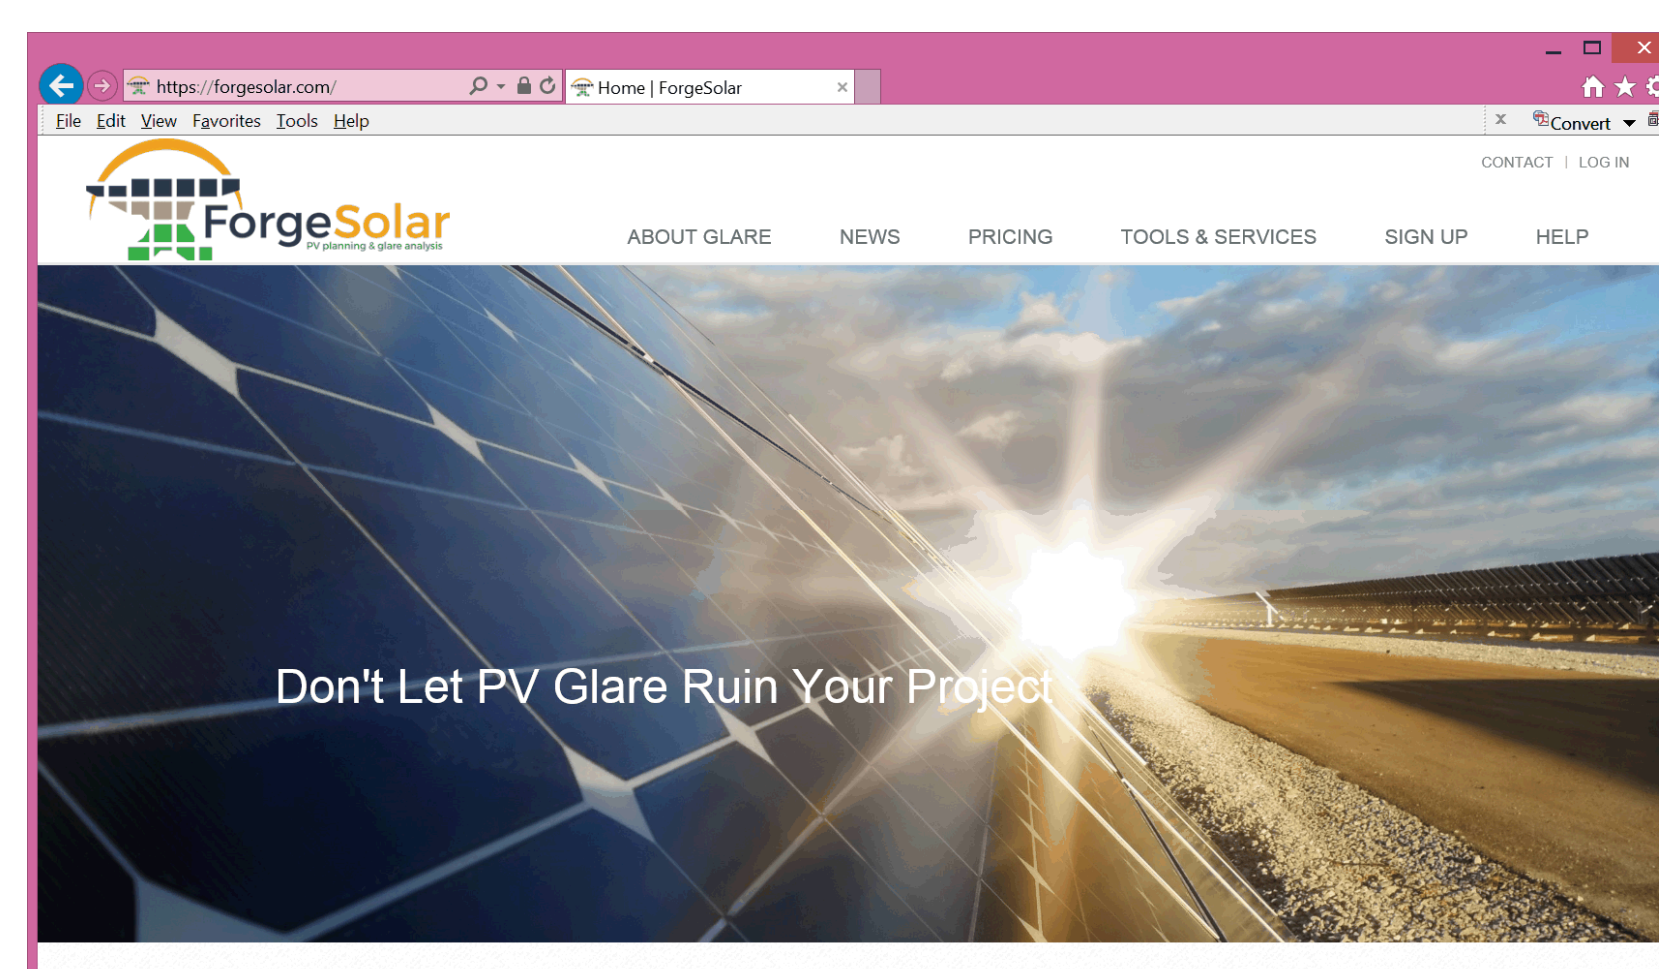 https://forgesolar.com/
Home | ForgeSolar
File Edit View Favorites Tools Help
Convert
CONTACT | LOG IN
ForgeSolar
PV planning & glare analysis
ABOUT GLARE NEWS PRICING TOOLS & SERVICES SIGN UP HELP
Don't Let PV Glare Ruin Your Project